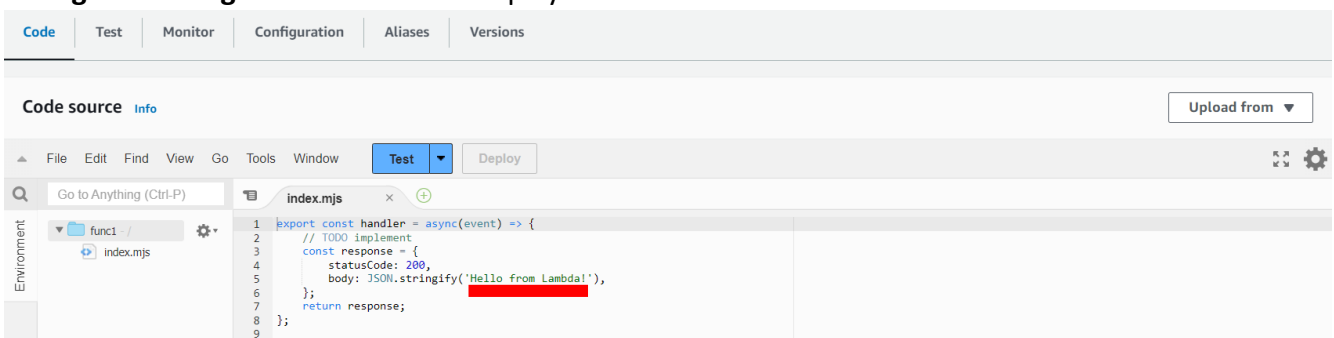 Code Test Monitor Configuration Aliases Versions
Code source Info
Upload from
File Edit Find View Go Tools Window Test Deploy
Go to Anything (Ctrl-P)
index.mjs
Environment
func1 - /
index.mjs
1 export const handler = async(event) => {
2 // TODO implement
3 const response = {
4 statusCode: 200,
5 body: JSON.stringify('Hello from Lambda!'),
6 };
7 return response;
8 };
9